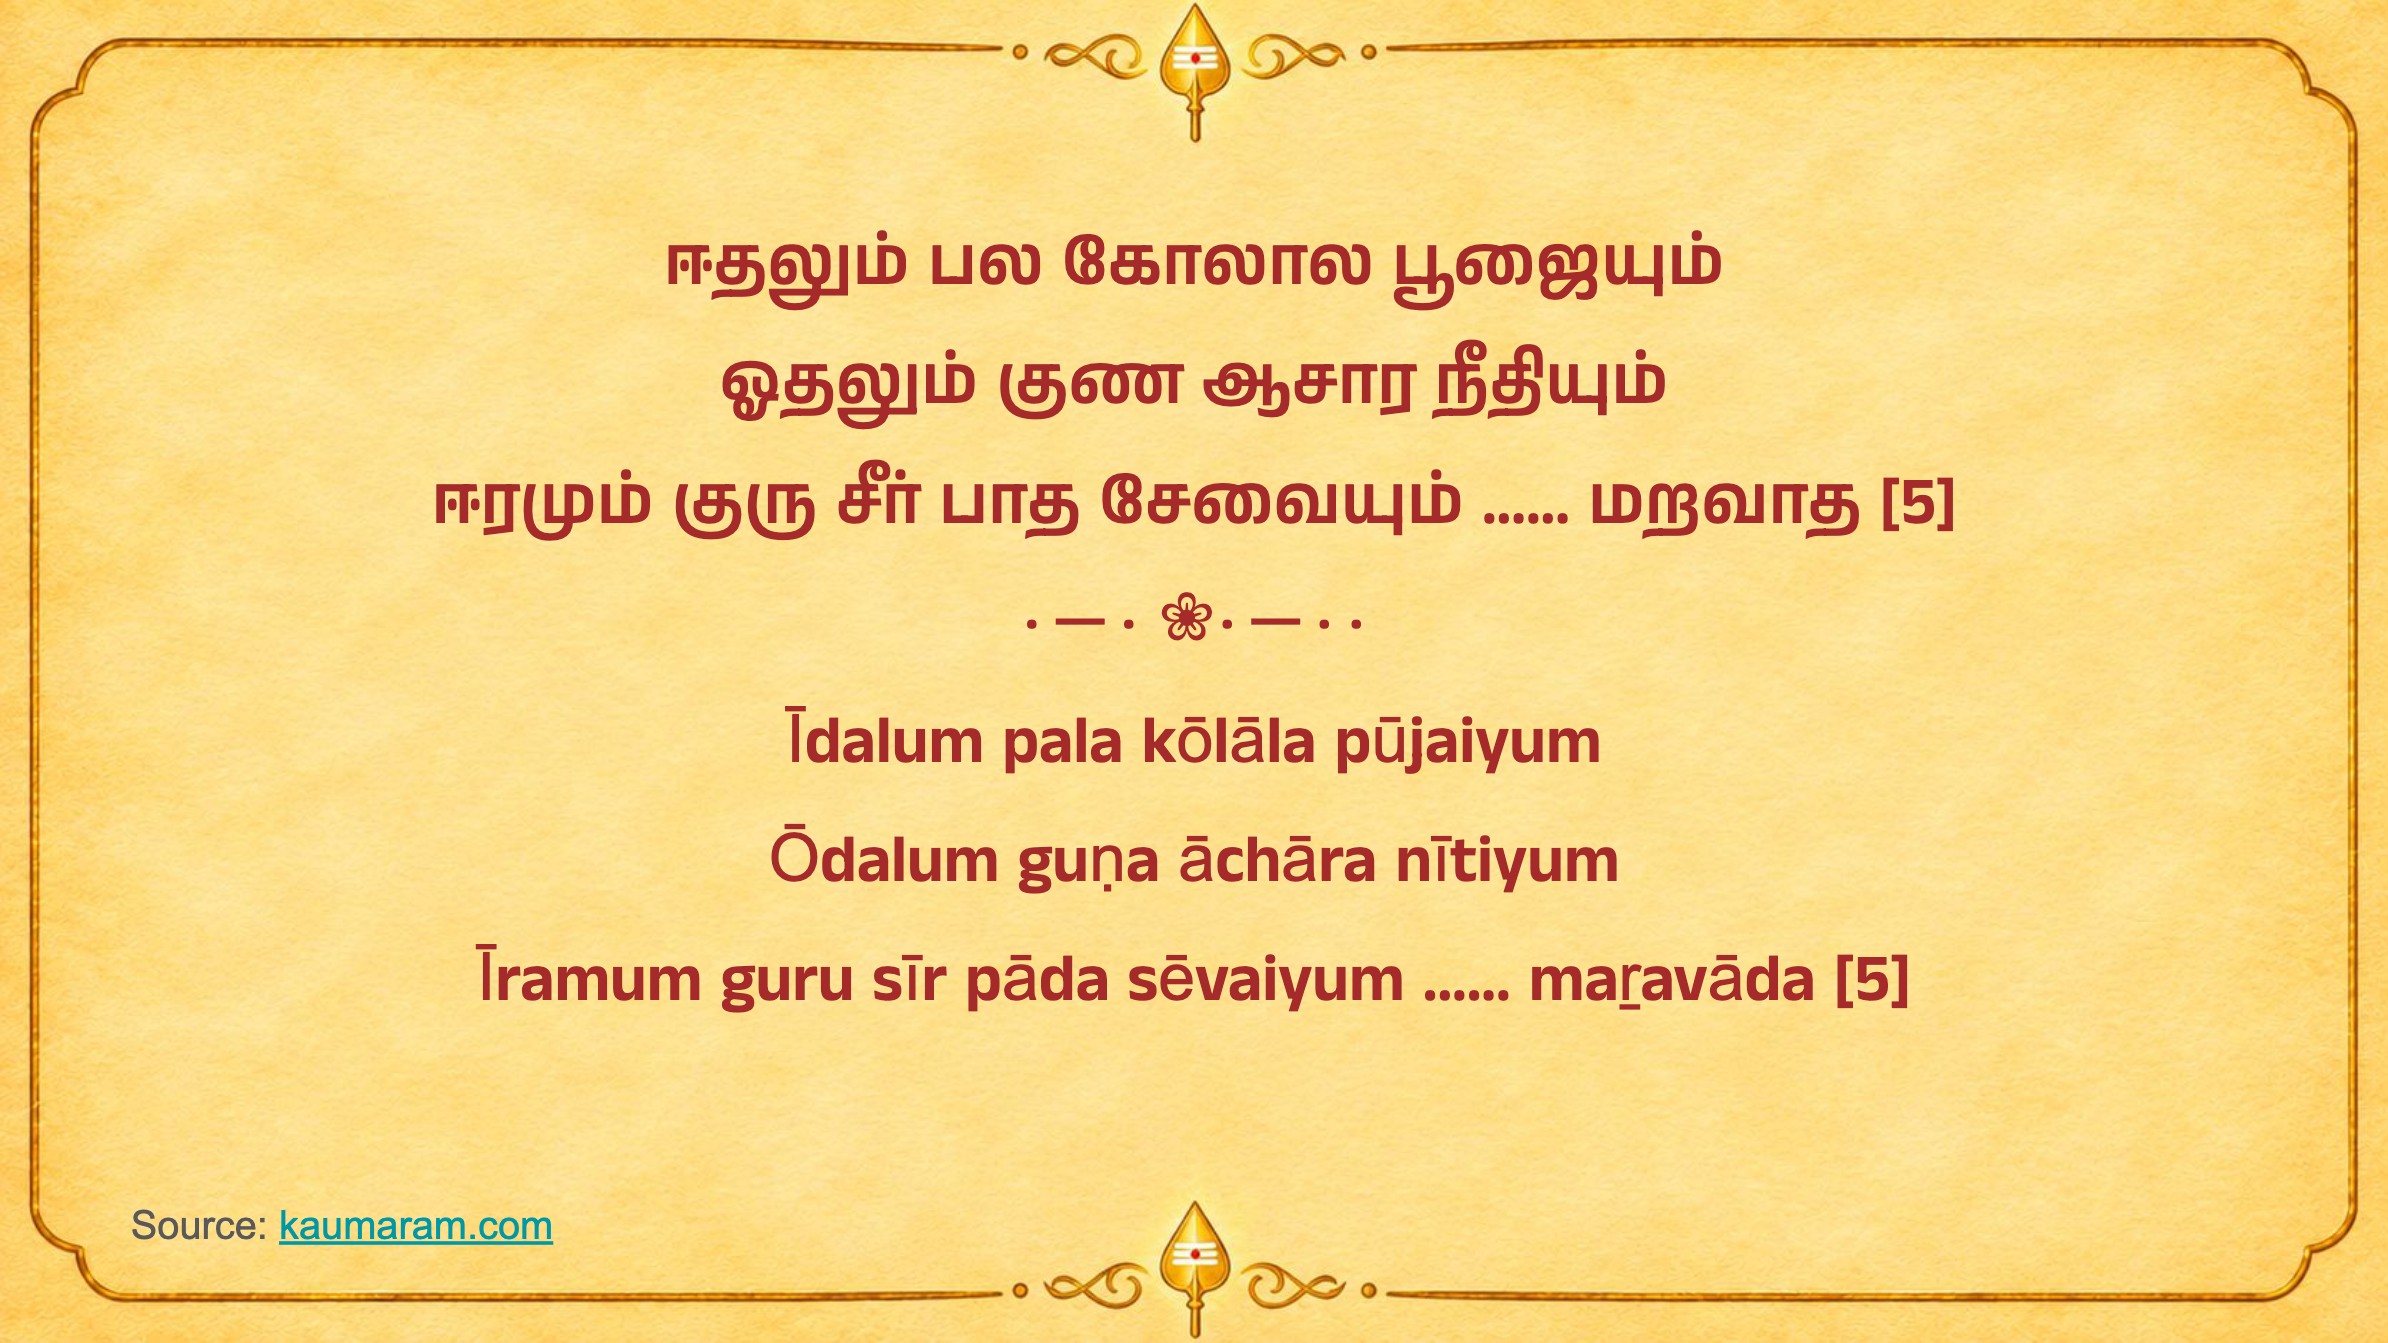 ஈதலும் பல கோலால பூஜையும்
ஓதலும் குண ஆசார நீதியும்
ஈரமும் குரு சீர் பாத சேவையும் ...... மறவாத [5]
· — · ❀· — · ·
Īdalum pala kōlāla pūjaiyum
Ōdalum guṇa āchāra nītiyum
Īramum guru sīr pāda sēvaiyum ...... maṟavāda [5]
Source: kaumaram.com